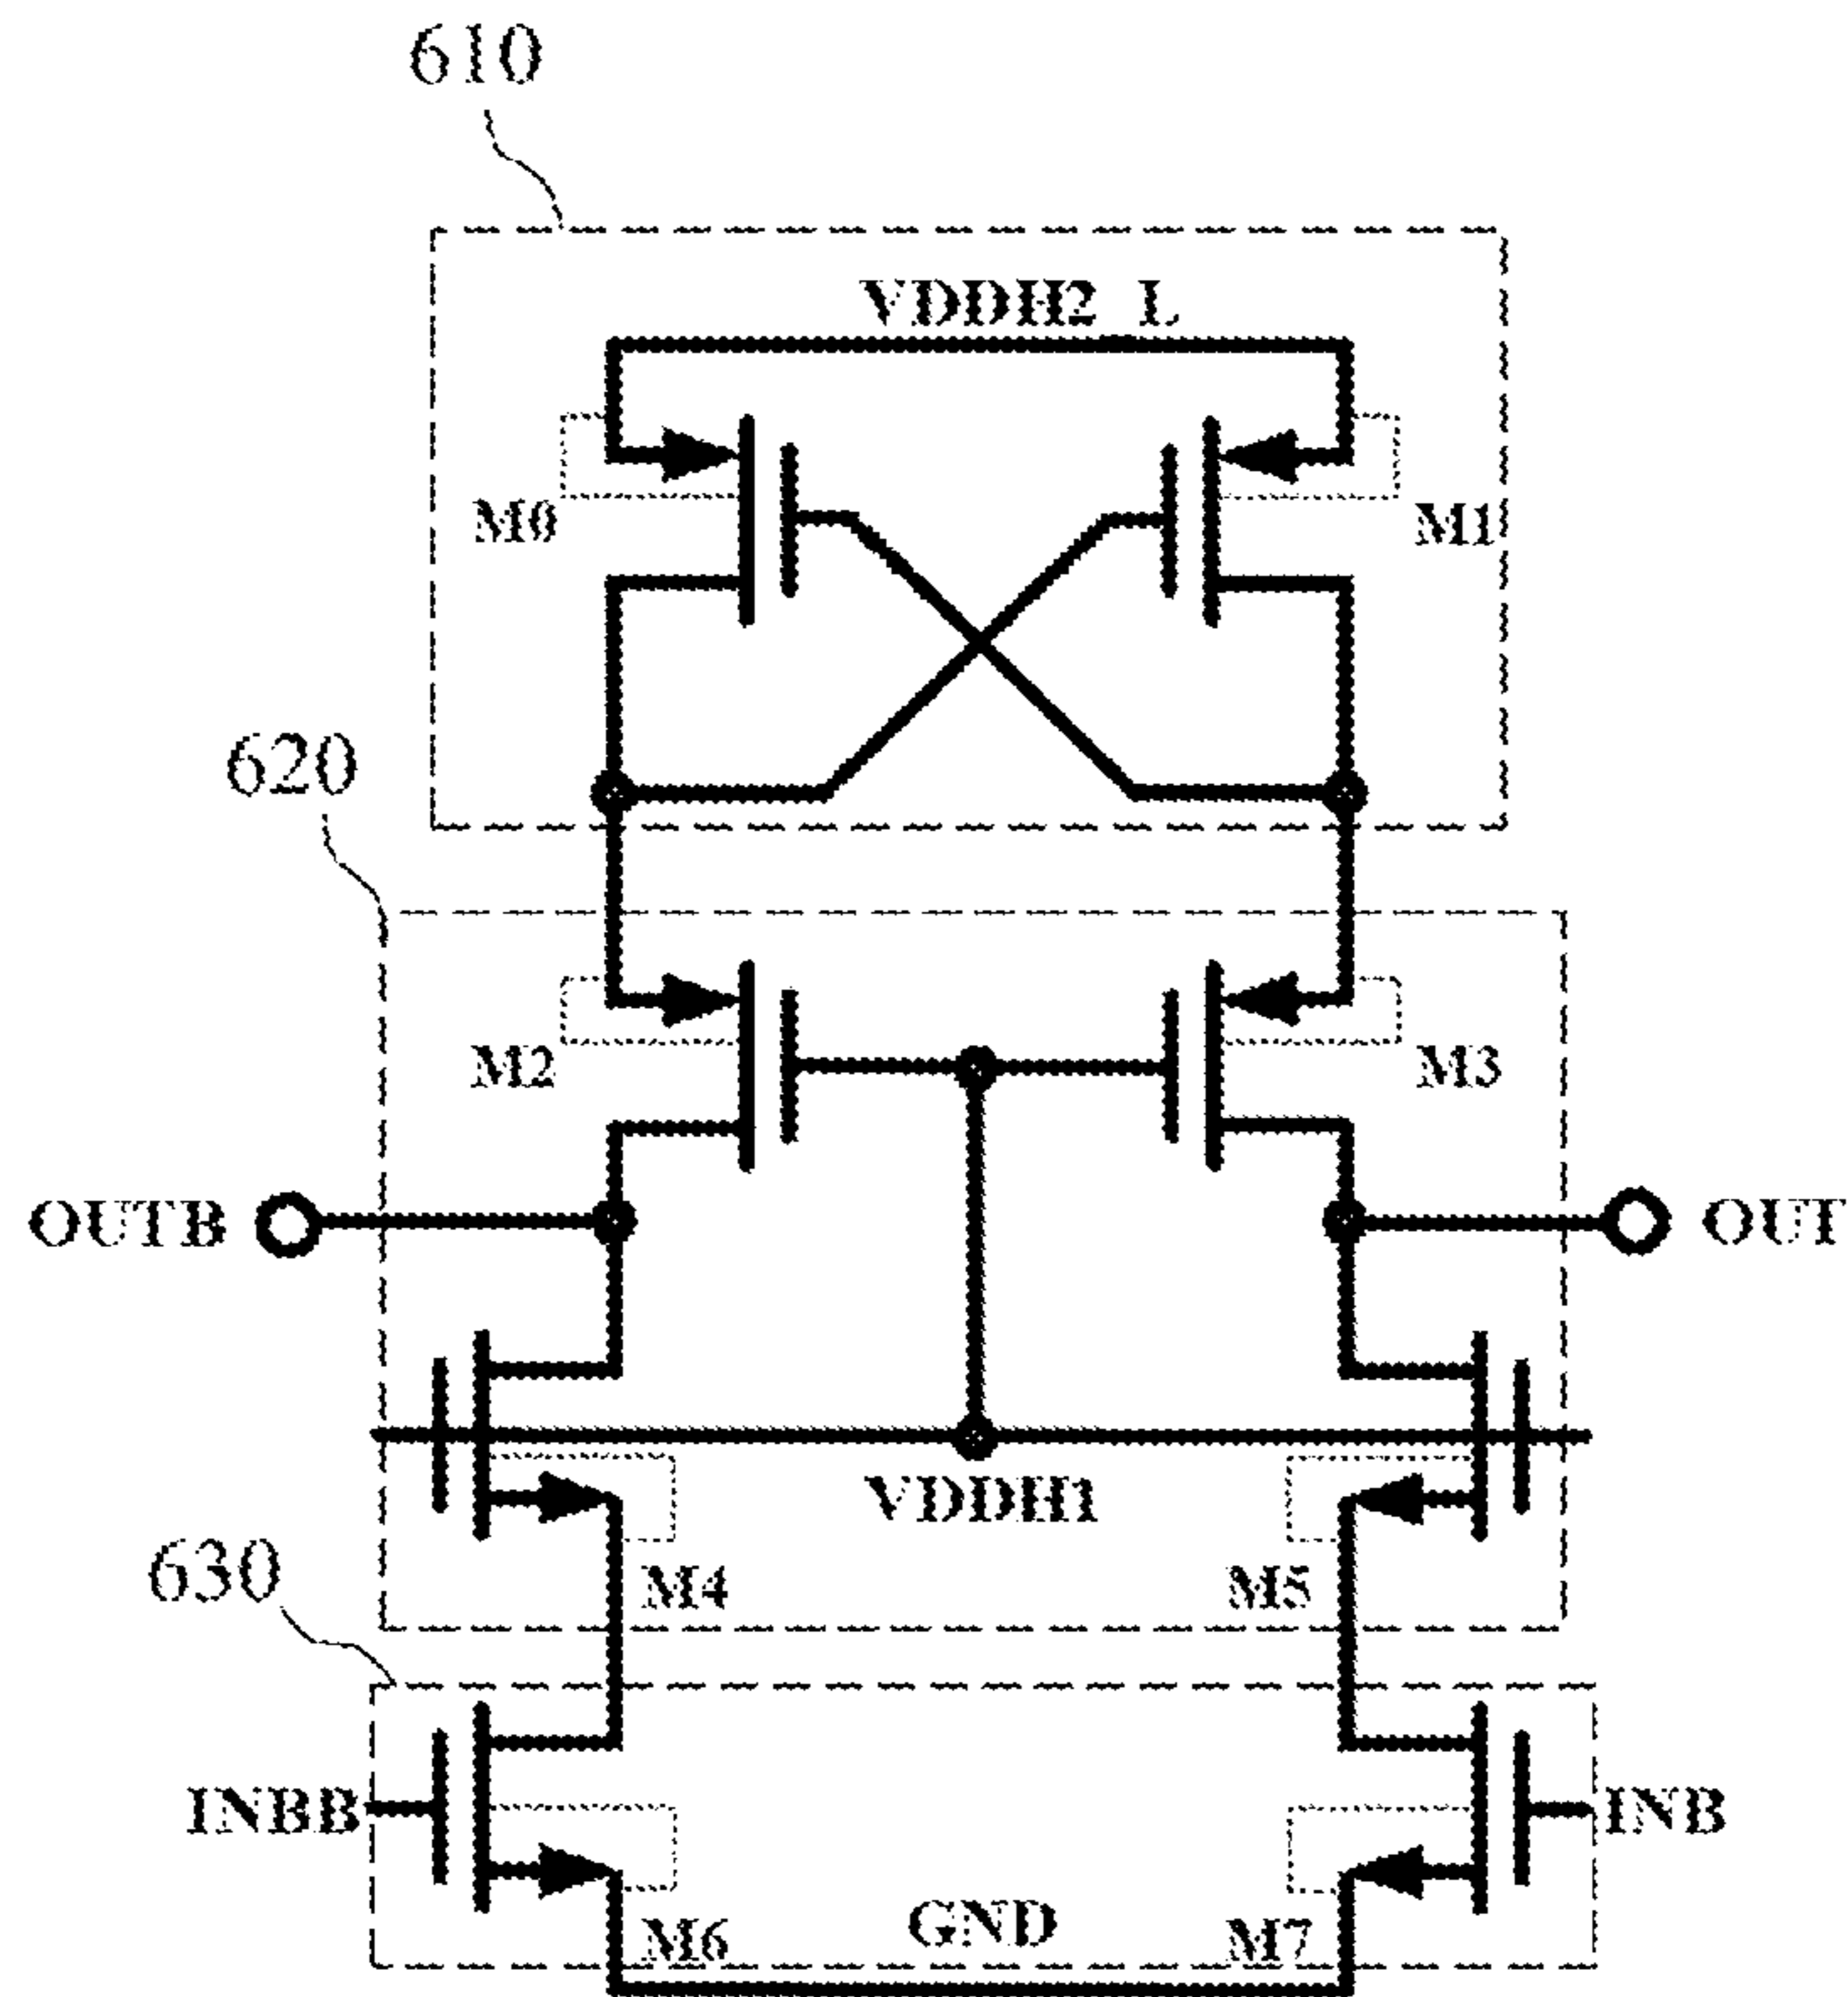 610
VDDH2_L
M0
M1
620
M2
M3
OUTB
OUT
VDDH1
M4
M5
630
INBB
INB
M6
GND
M7